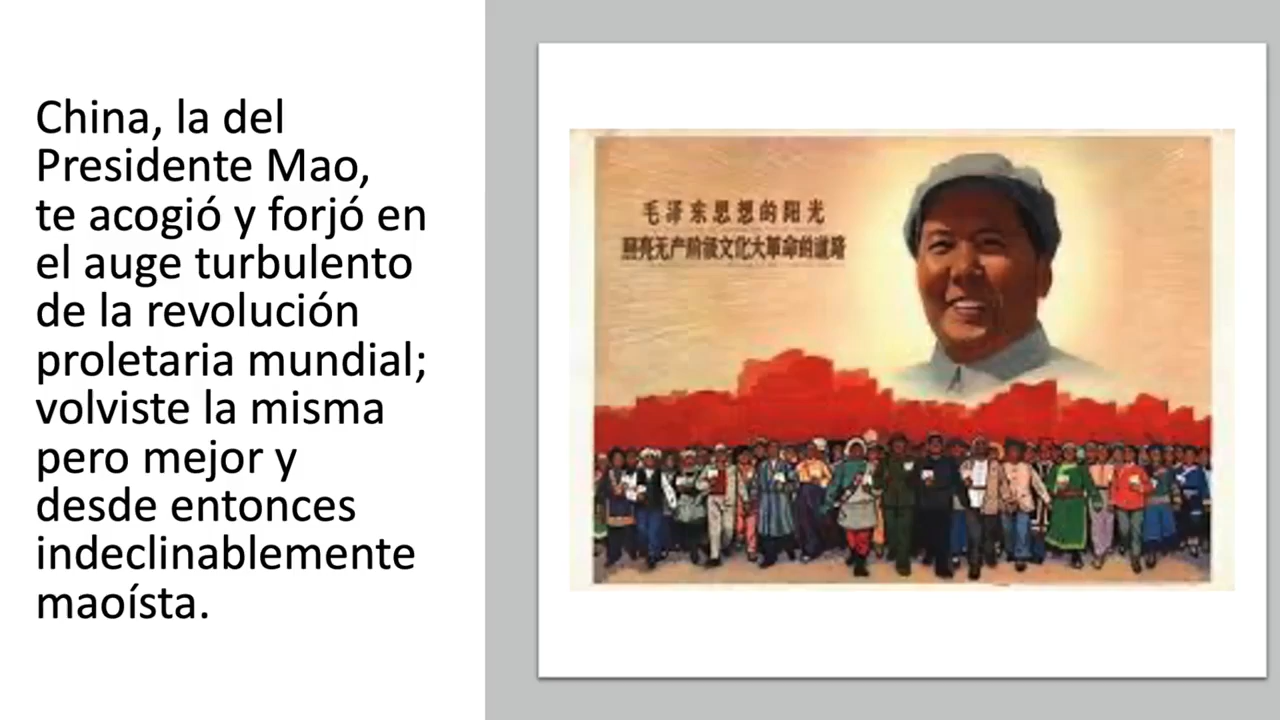 China, la del
Presidente Mao,
te acogió y forjó en
el auge turbulento
de la revolución
proletaria mundial;
volviste la misma
pero mejor y
desde entonces
indeclinablemente
maoísta.
毛泽东思想的阳光
照亮无产阶级文化大革命的道路